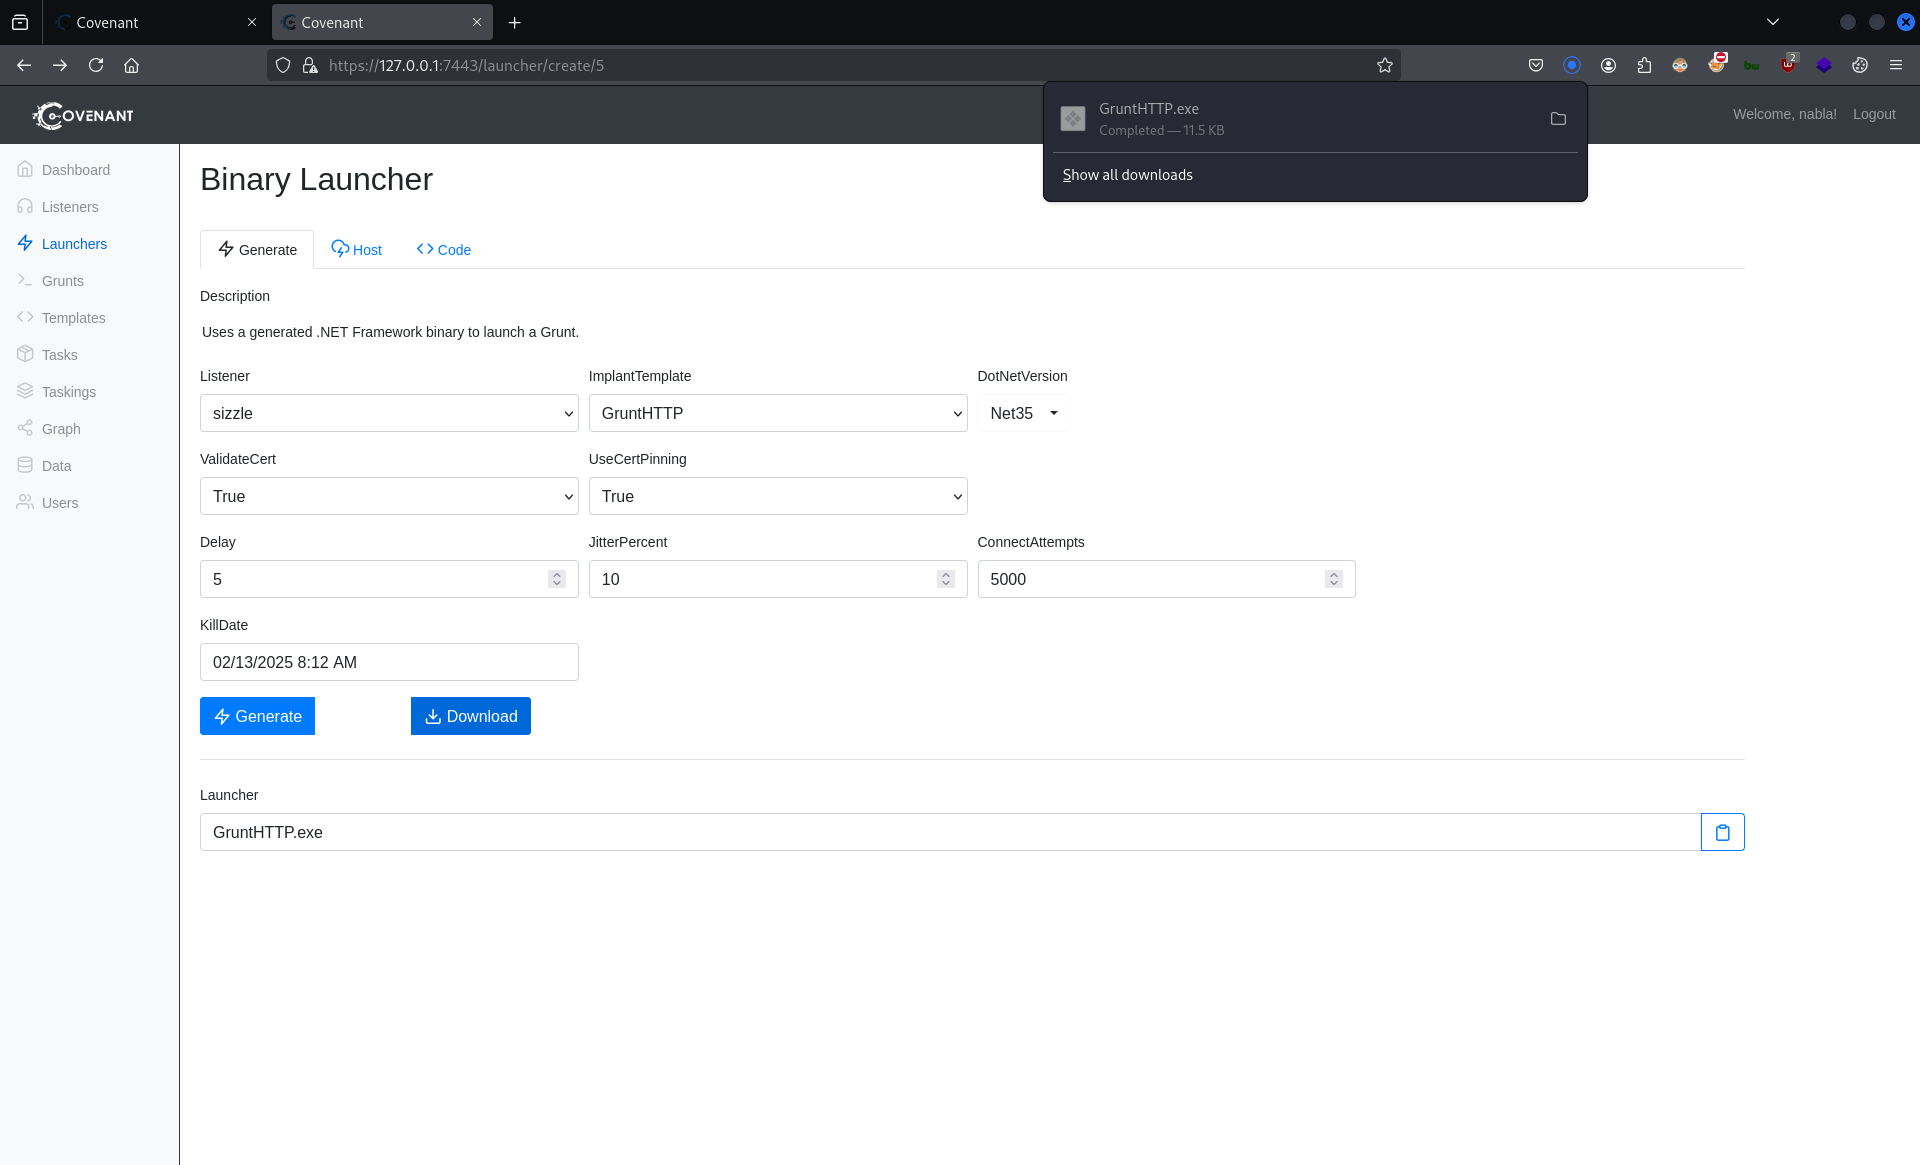 Covenant
Covenant
https://127.0.0.1:7443/launcher/create/5
2
COVENANT
GruntHTTP.exe
Completed — 11.5 KB
Show all downloads
Welcome, nabla!
Logout
Dashboard
Listeners
Launchers
Grunts
Templates
Tasks
Taskings
Graph
Data
Users
Binary Launcher
Generate
Host
Code
Description
Uses a generated .NET Framework binary to launch a Grunt.
Listener
ImplantTemplate
DotNetVersion
sizzle
GruntHTTP
Net35
ValidateCert
UseCertPinning
True
True
Delay
JitterPercent
ConnectAttempts
5
10
5000
KillDate
02/13/2025 8:12 AM
Generate
Download
Launcher
GruntHTTP.exe